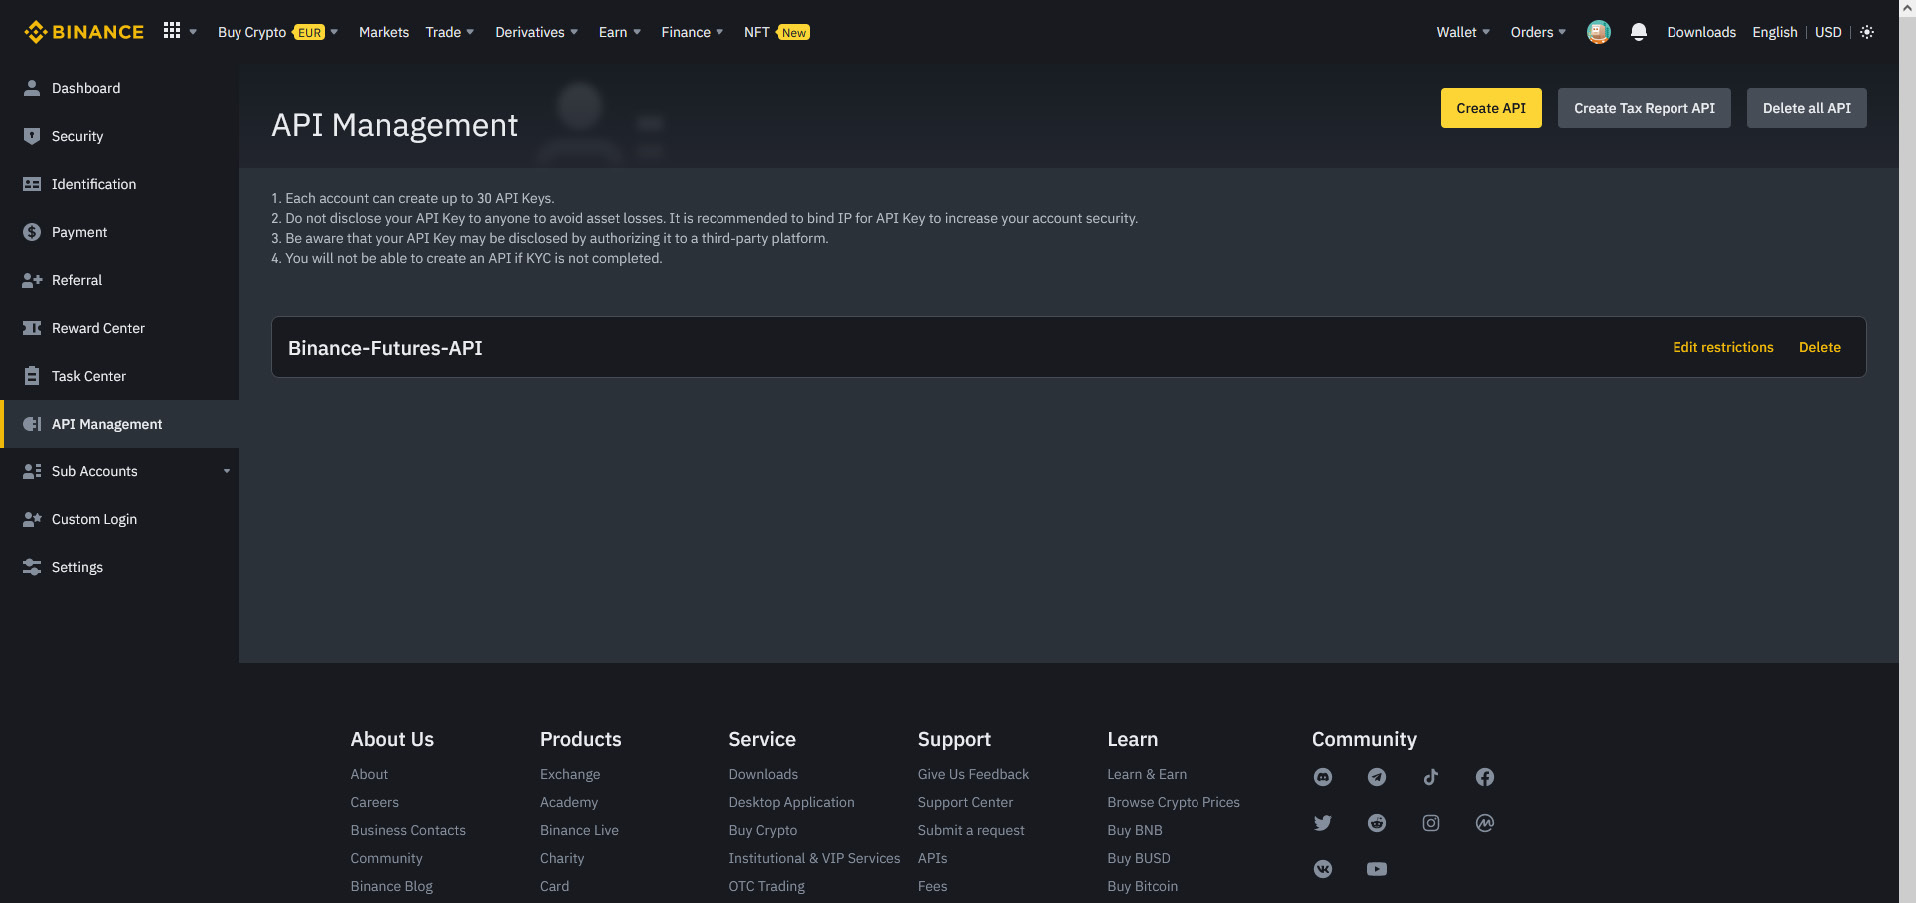 BINANCE
Buy Crypto EUR Markets Trade Derivatives Earn Finance NFT New
Wallet Orders Downloads English | USD |
Dashboard
Security
Identification
Payment
Referral
Reward Center
Task Center
API Management
Sub Accounts
Custom Login
Settings
API Management
Create API
Create Tax Report API
Delete all API
1. Each account can create up to 30 API Keys.
2. Do not disclose your API Key to anyone to avoid asset losses. It is recommended to bind IP for API Key to increase your account security.
3. Be aware that your API Key may be disclosed by authorizing it to a third-party platform.
4. You will not be able to create an API if KYC is not completed.
Binance-Futures-API
Edit restrictions
Delete
About Us
About
Careers
Business Contacts
Community
Binance Blog
Products
Exchange
Academy
Binance Live
Charity
Card
Service
Downloads
Desktop Application
Buy Crypto
Institutional & VIP Services
OTC Trading
Support
Give Us Feedback
Support Center
Submit a request
APIs
Fees
Learn
Learn & Earn
Browse Crypto Prices
Buy BNB
Buy BUSD
Buy Bitcoin
Community